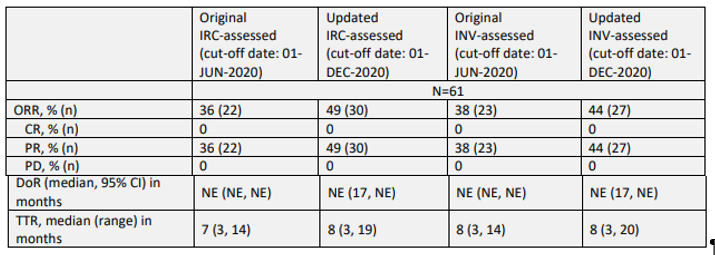 Original IRC-assessed (cut-off date: 01-JUN-2020) Updated IRC-assessed (cut-off date: 01-DEC-2020) Original INV-assessed (cut-off date: 01-JUN-2020) Updated INV-assessed (cut-off date: 01-DEC-2020)
N=61
ORR, % (n) 36 (22) 49 (30) 38 (23) 44 (27)
CR, % (n) 0 0 0 0
PR, % (n) 36 (22) 49 (30) 38 (23) 44 (27)
PD, % (n) 0 0 0 0
DoR (median, 95% CI) in months NE (NE, NE) NE (17, NE) NE (NE, NE) NE (17, NE)
TTR, median (range) in months 7 (3, 14) 8 (3, 19) 8 (3, 14) 8 (3, 20)
¶